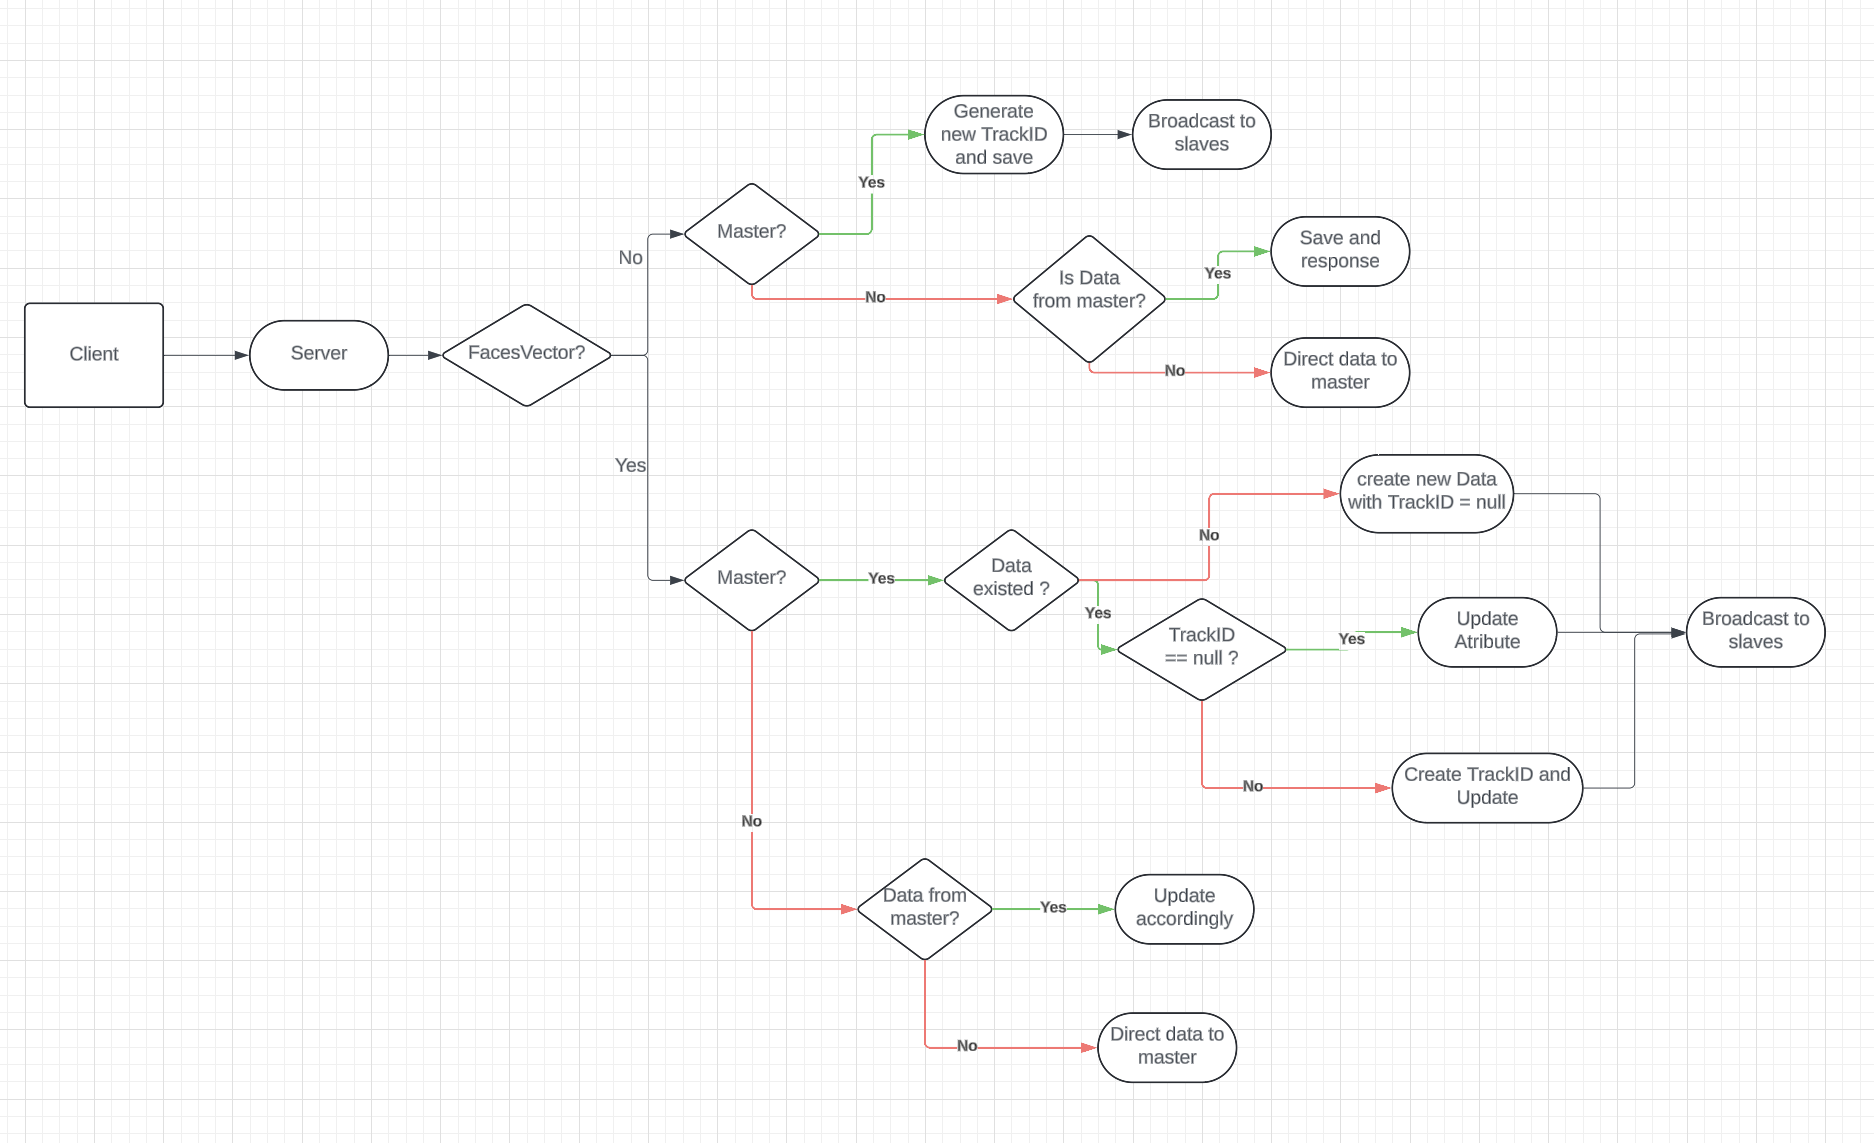 Generate
new TrackID
and save
Broadcast to
slaves
Yes
Master?
No
Save and
response
Is Data
from master?
Yes
No
Client
Server
FacesVector?
Direct data to
master
No
Yes
create new Data
with TrackID = null
No
Master?
Yes
Data
existed ?
Yes
TrackID
== null ?
Yes
Update
Atribute
Broadcast to
slaves
No
Create TrackID and
Update
No
Data from
master?
Yes
Update
accordingly
No
Direct data to
master